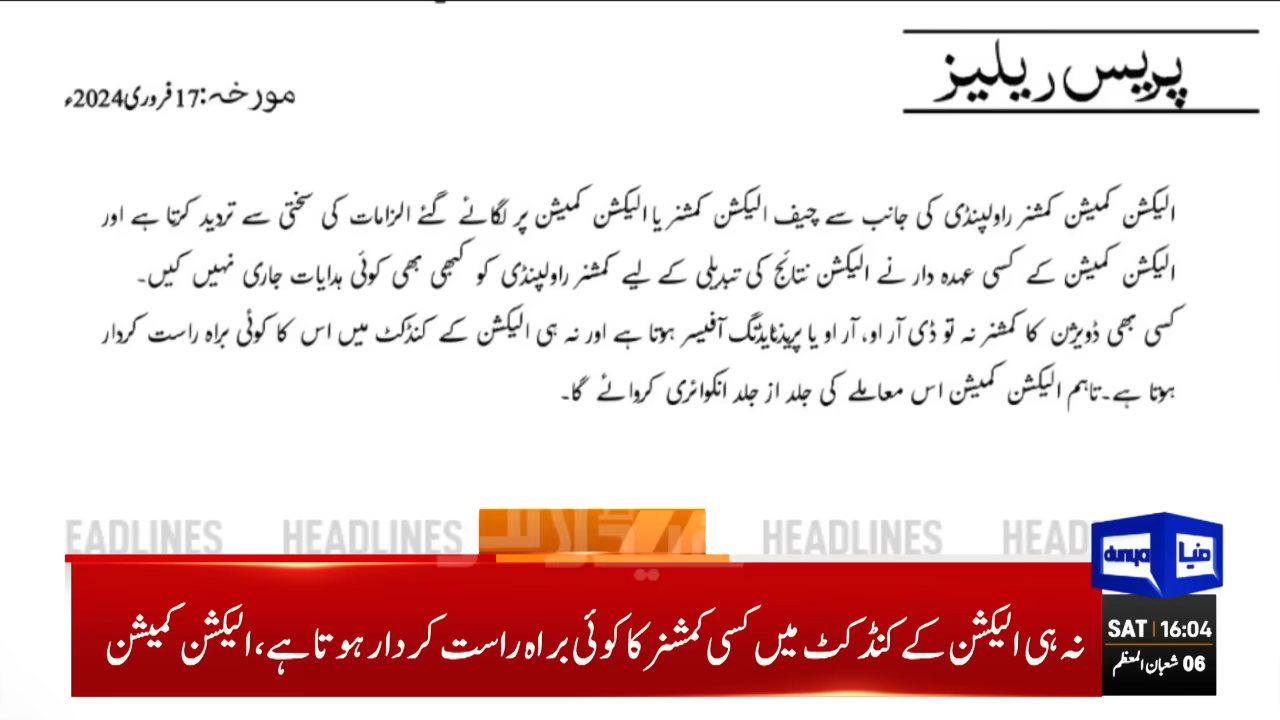 پریس ریلیز
مورخہ:17 فروری2024ء
الیکشن کمیشن کمشنر راولپنڈی کی جانب سے چیف الیکشن کمشنر یا الیکشن کمیشن پر لگائے گئے الزامات کی سختی سے تردید کرتا ہے اور
الیکشن کمیشن کے کسی عہدہ دار نے الیکشن نتائج کی تبدیلی کے لیے کمشنر راولپنڈی کو کبھی بھی کوئی ہدایات جاری نہیں کیں۔
کسی بھی ڈویژن کا کمشنر نہ تو ڈی آر او، آر او یا پریذائیڈنگ آفیسر ہوتا ہے اور نہ ہی الیکشن کے کنڈکٹ میں اس کا کوئی براہ راست کردار
ہوتا ہے۔تاہم الیکشن کمیشن اس معاملے کی جلد از جلد انکوائری کروائے گا۔
EADLINES HEADLINES HEADLINES HEADL
dunya دنیا
نہ ہی الیکشن کے کنڈکٹ میں کسی کمشنر کا کوئی براہ راست کردار ہوتا ہے،الیکشن کمیشن
SAT 16:04
06 شعبان المعظم